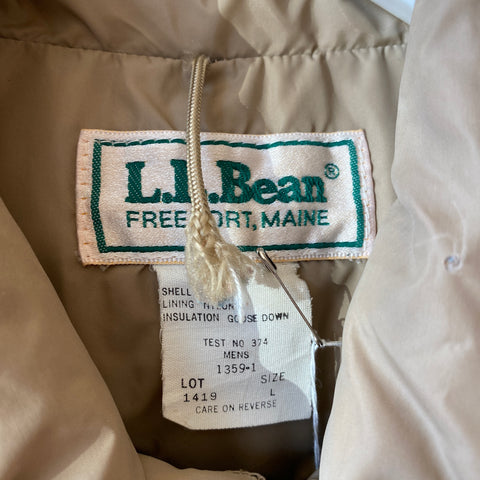 L.L.Bean®
FREEPORT, MAINE
SHELL
LINING NYLON
INSULATION GOOSE DOWN
TEST NO 374
MENS
1359-1
LOT SIZE
1419 L
CARE ON REVERSE